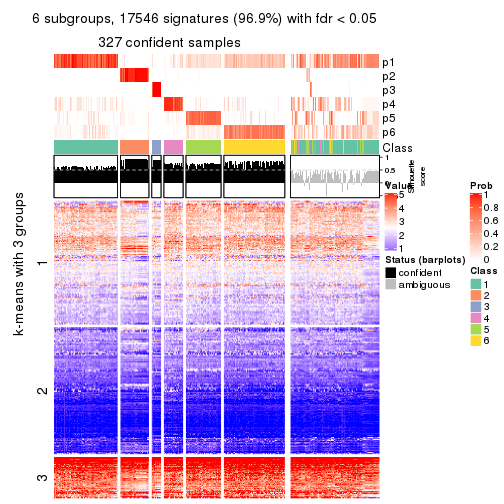 6 subgroups, 17546 signatures (96.9%) with fdr < 0.05
327 confident samples
p1
p2
p3
p4
p5
p6
Class
1
0.5
0
Silhouette
score
k-means with 3 groups
1
2
3
Value
5
4
3
2
1
Status (barplots)
confident
ambiguous
Prob
1
0.8
0.6
0.4
0.2
0
Class
1
2
3
4
5
6